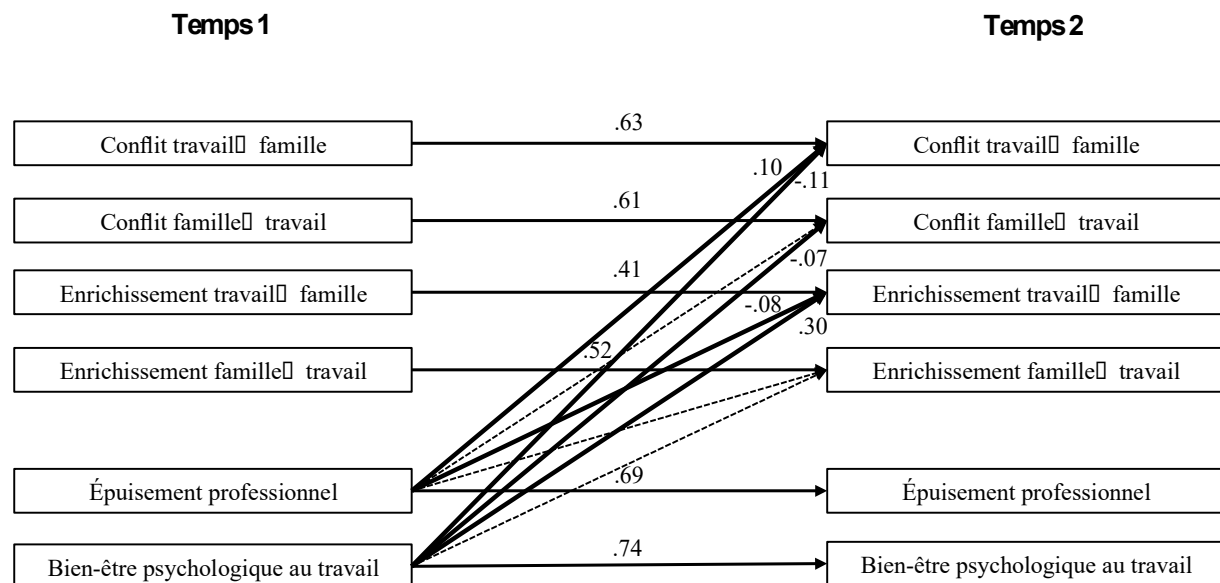 Temps 1 Temps 2
Conflit travail▯ famille .63 Conflit travail▯ famille
.10 -.11
Conflit famille▯ travail .61 Conflit famille▯ travail
-.07
Enrichissement travail▯ famille .41 Enrichissement travail▯ famille
-.08 .30
Enrichissement famille▯ travail .52 Enrichissement famille▯ travail
Épuisement professionnel .69 Épuisement professionnel
Bien-être psychologique au travail .74 Bien-être psychologique au travail